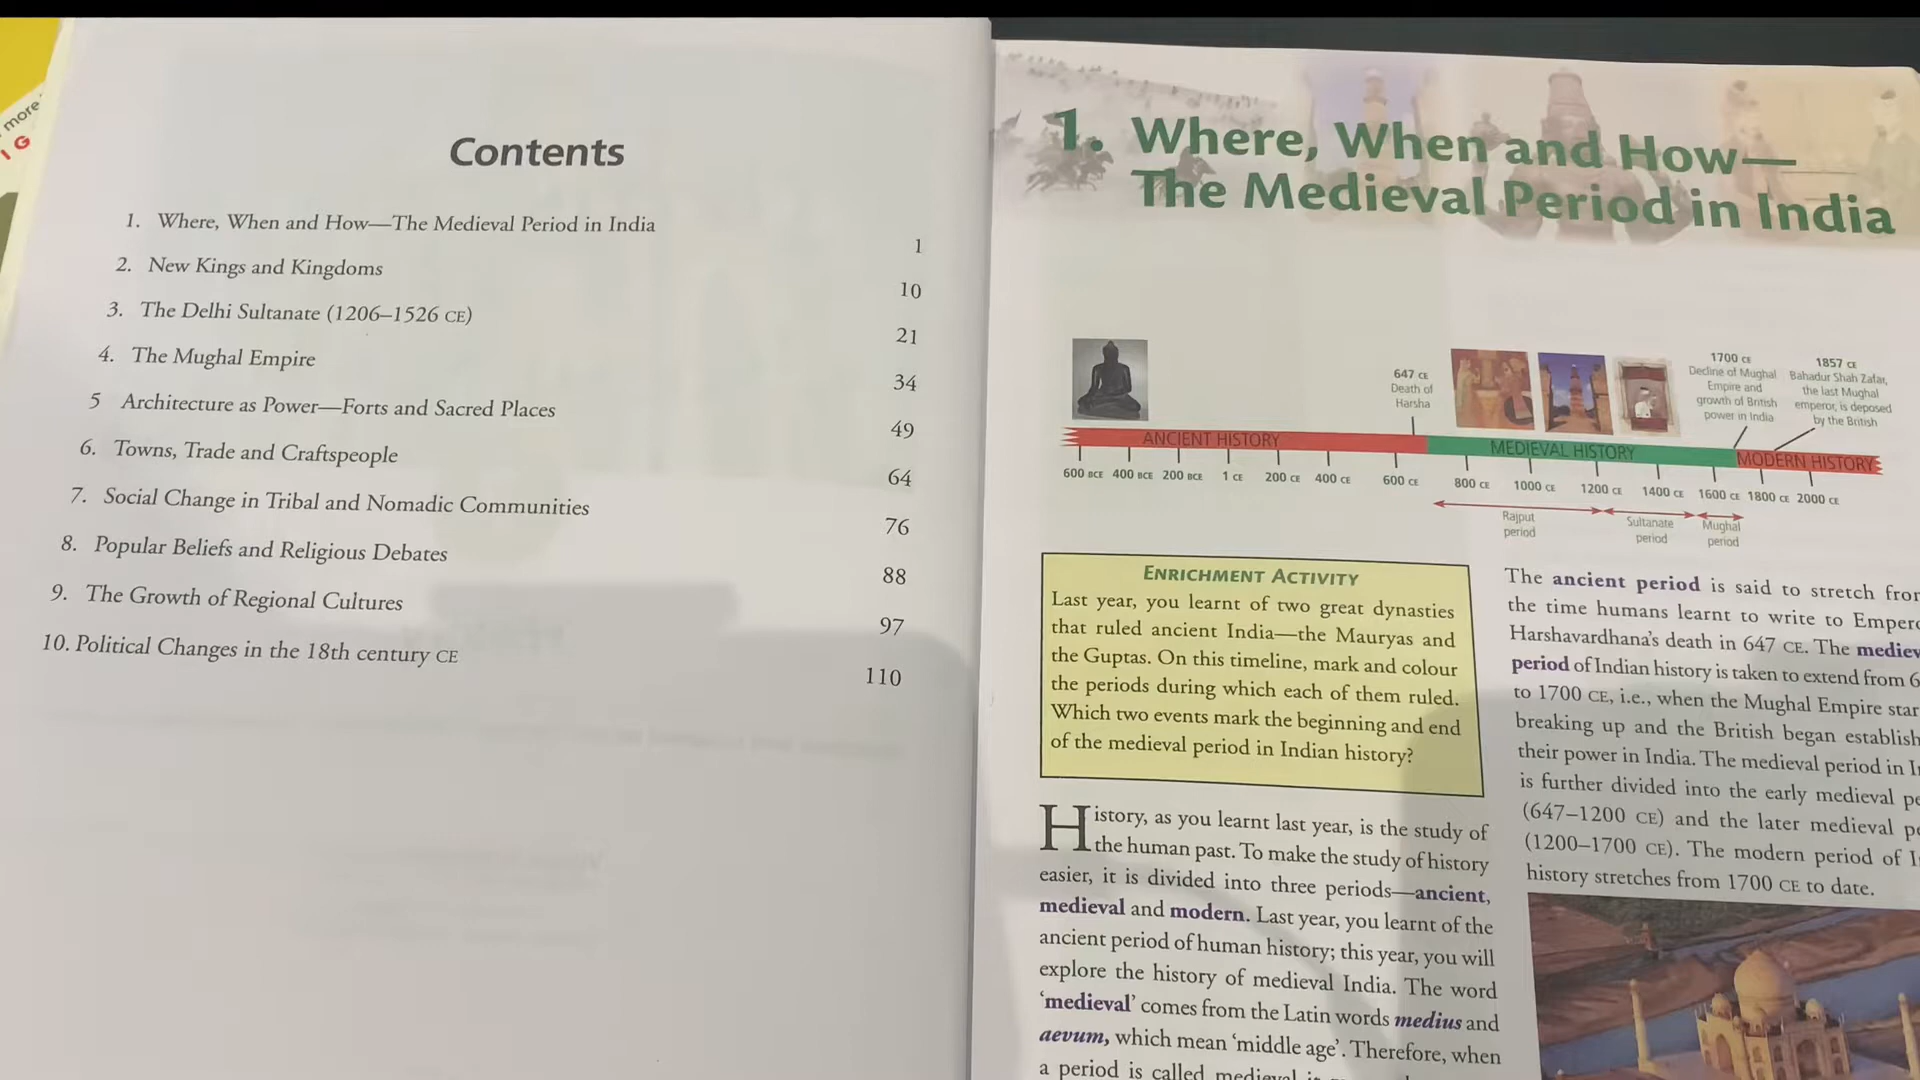 more
I G
Contents
1. Where, When and How—The Medieval Period in India 1
2. New Kings and Kingdoms 10
3. The Delhi Sultanate (1206–1526 CE) 21
4. The Mughal Empire 34
5 Architecture as Power—Forts and Sacred Places 49
6. Towns, Trade and Craftspeople 64
7. Social Change in Tribal and Nomadic Communities 76
8. Popular Beliefs and Religious Debates 88
9. The Growth of Regional Cultures 97
10. Political Changes in the 18th century CE 110
1. Where, When and How—
The Medieval Period in India
647 CE
Death of
Harsha
1700 CE
Decline of Mughal
Empire and
growth of British
power in India
1857 CE
Bahadur Shah Zafar,
the last Mughal
emperor, is deposed
by the British
ANCIENT HISTORY MEDIEVAL HISTORY MODERN HISTORY
600 BCE 400 BCE 200 BCE 1 CE 200 CE 400 CE 600 CE 800 CE 1000 CE 1200 CE 1400 CE 1600 CE 1800 CE 2000 CE
Rajput
period
Sultanate
period
Mughal
period
ENRICHMENT ACTIVITY
Last year, you learnt of two great dynasties
that ruled ancient India—the Mauryas and
the Guptas. On this timeline, mark and colour
the periods during which each of them ruled.
Which two events mark the beginning and end
of the medieval period in Indian history?
History, as you learnt last year, is the study of
the human past. To make the study of history
easier, it is divided into three periods—ancient,
medieval and modern. Last year, you learnt of the
ancient period of human history; this year, you will
explore the history of medieval India. The word
‘medieval’ comes from the Latin words medius and
aevum, which mean ‘middle age’. Therefore, when
a period is called medieval
The ancient period is said to stretch from
the time humans learnt to write to
Harshavardhana’s death in 647 CE. The
period of Indian history is taken to extend from
to 1700 CE, i.e., when the Mughal Empire
breaking up and the British began
their power in India. The medieval period in
is further divided into the early medieval
(647–1200 CE) and the later medieval
(1200–1700 CE). The modern period of
history stretches from 1700 CE to date.